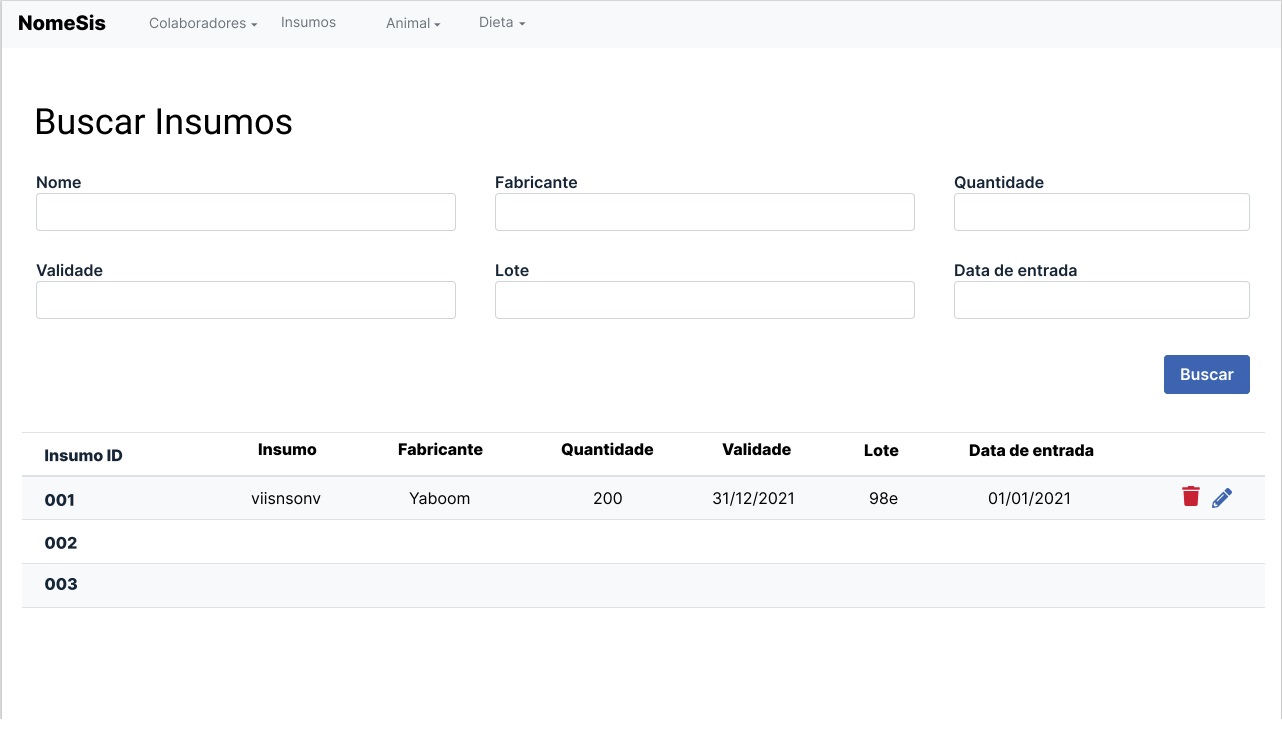 NomeSis Colaboradores Insumos Animal Dieta
Buscar Insumos
Nome Fabricante Quantidade
Validade Lote Data de entrada
Buscar
Insumo ID Insumo Fabricante Quantidade Validade Lote Data de entrada
001 viisnsonv Yaboom 200 31/12/2021 98e 01/01/2021
002
003